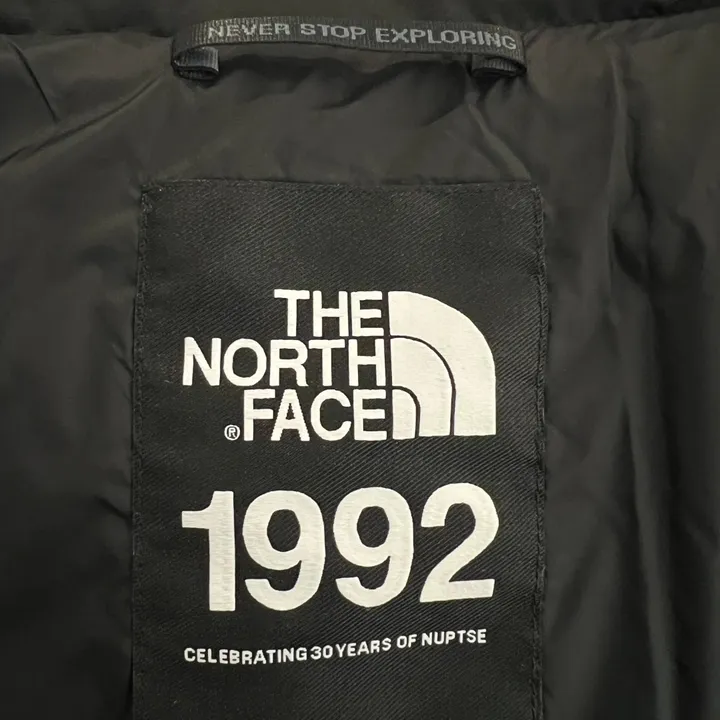 NEVER STOP EXPLORING
THE
NORTH
® FACE
1992
CELEBRATING 30 YEARS OF NUPTSE